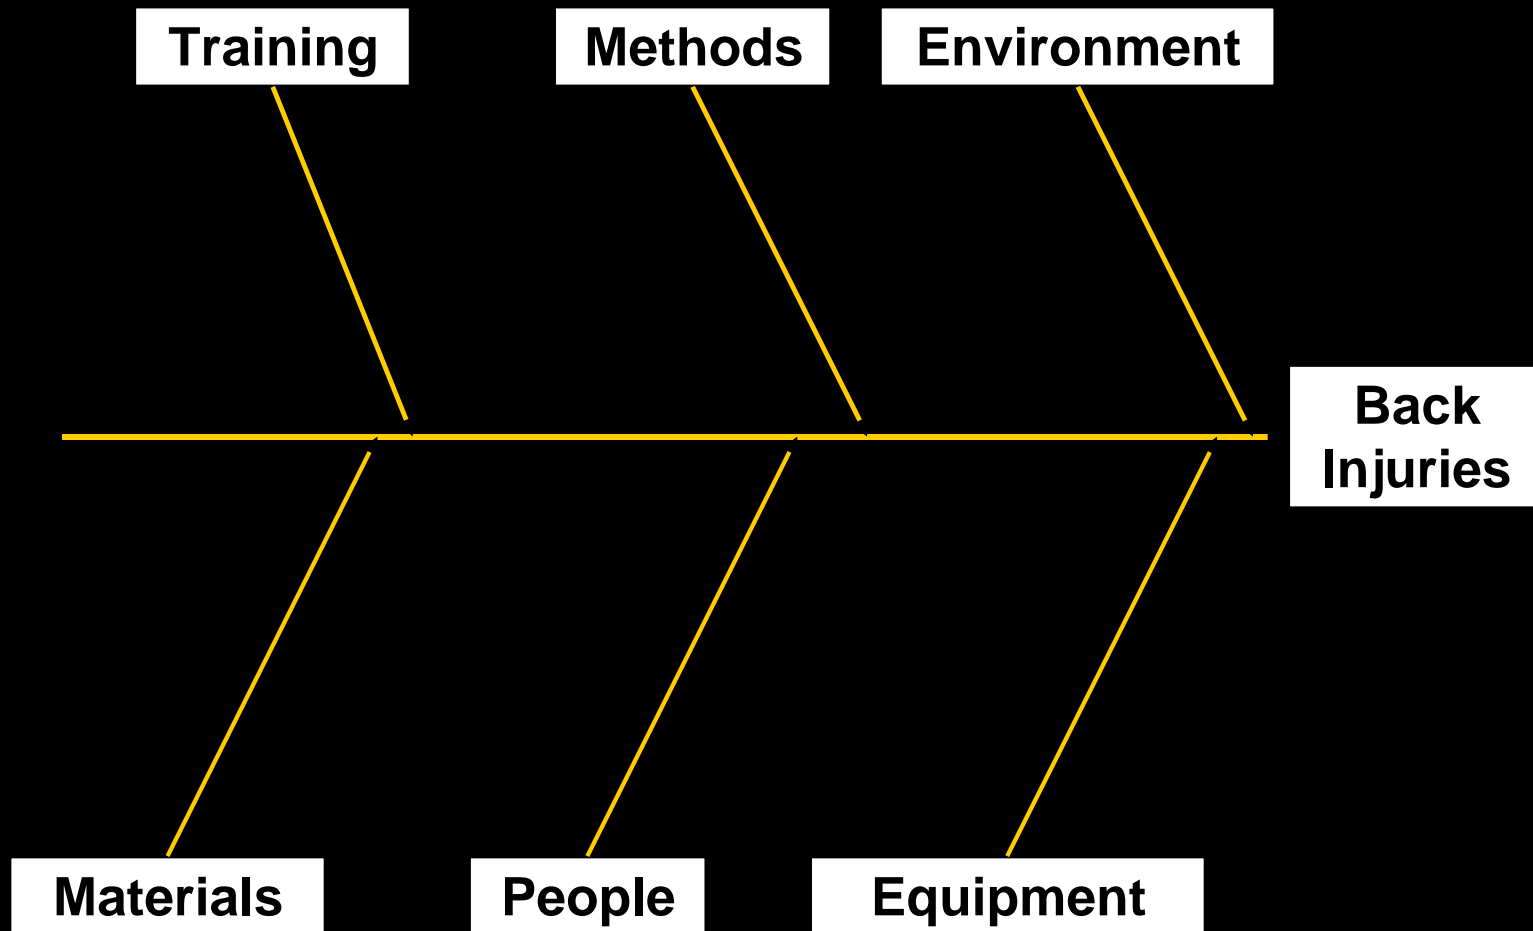 Training
Methods
Environment
Back
Injuries
Materials
People
Equipment